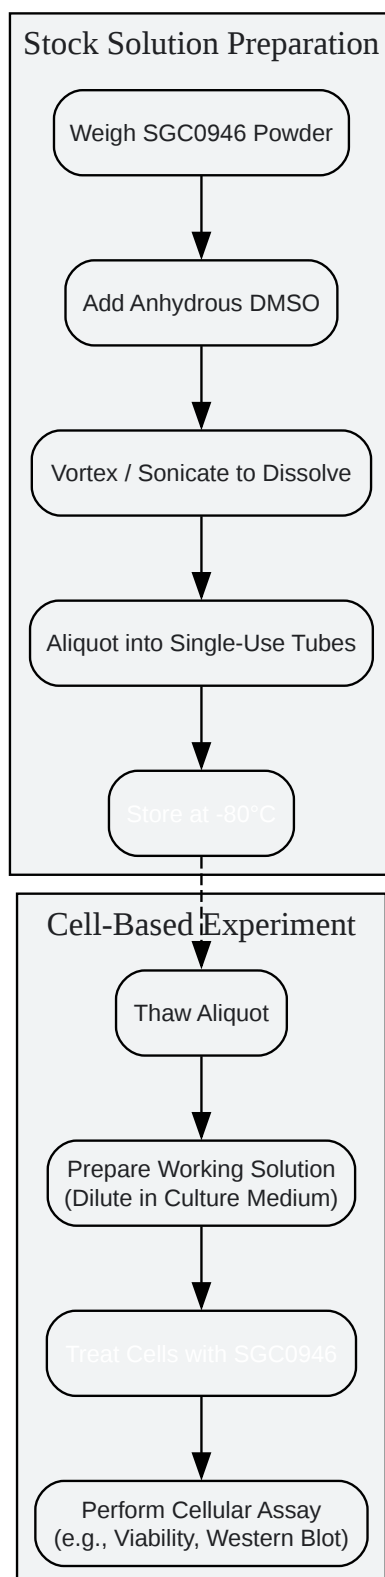 Stock Solution Preparation
Weigh SGC0946 Powder
Add Anhydrous DMSO
Vortex / Sonicate to Dissolve
Aliquot into Single-Use Tubes
Store at -80°C
Cell-Based Experiment
Thaw Aliquot
Prepare Working Solution
(Dilute in Culture Medium)
Treat Cells with SGC0946
Perform Cellular Assay
(e.g., Viability, Western Blot)